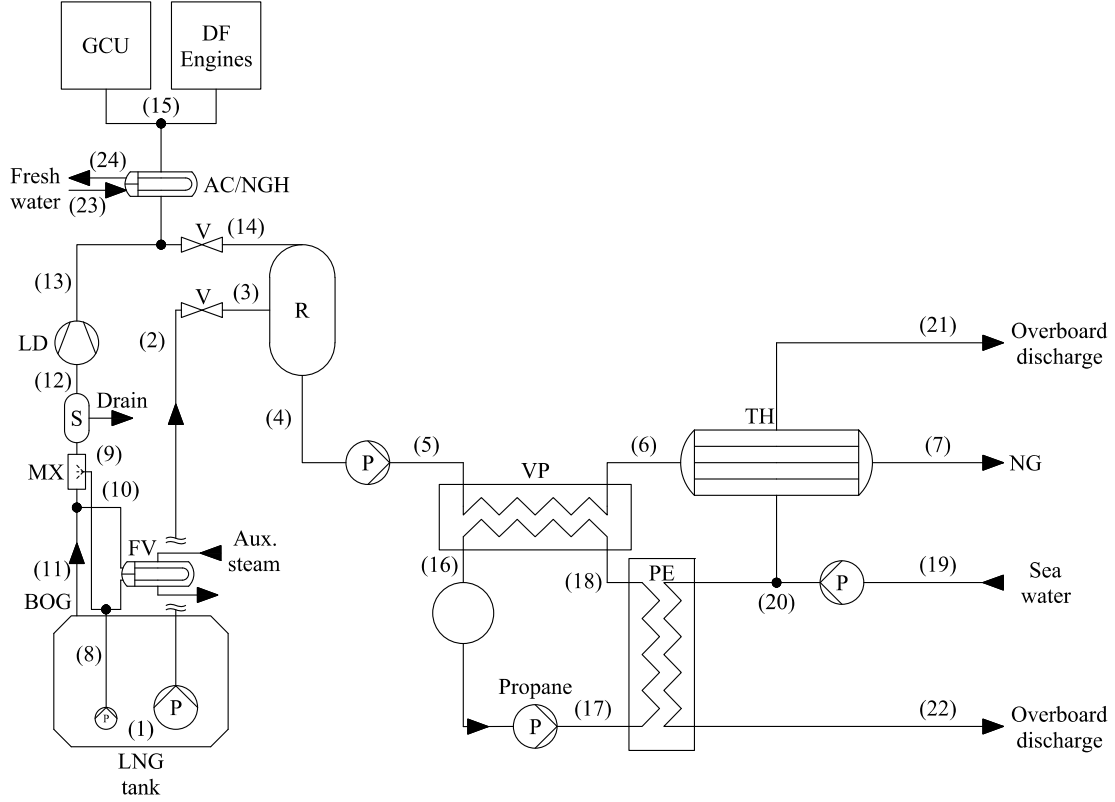 GCU
DF
Engines
(15)
(24)
Fresh
water
(23)
AC/NGH
V
(14)
(13)
V
(3)
R
(2)
LD
(21)
Overboard
discharge
(12)
Drain
S
(4)
TH
(9)
MX
(10)
P
(5)
VP
(6)
(7)
NG
FV
Aux.
steam
(11)
BOG
(16)
(18)
PE
P
(19)
Sea
water
(20)
(8)
P
P
(1)
Propane
P
(17)
(22)
Overboard
discharge
LNG
tank